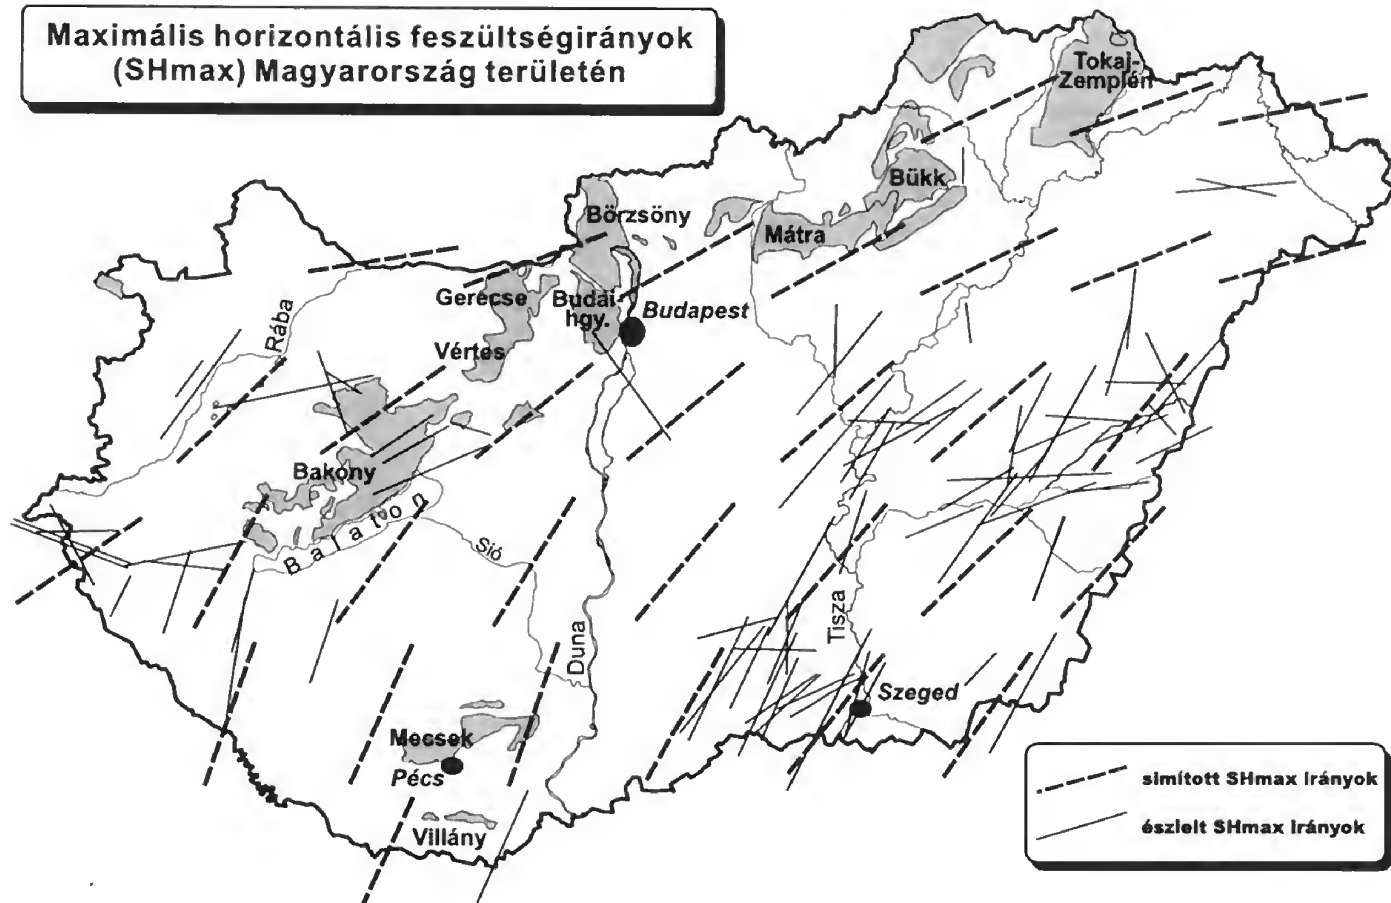 Maximális horizontális feszültségirányok
(SHmax) Magyarország területén
Tokaj-
Zemplén
Bükk
Börzsöny
Mátra
Gerecse
Budai
hgy.
Budapest
Rába
Vértes
Bakony
Balaton
Sió
Duna
Tisza
Szeged
Mecsek
Pécs
Villány
simított SHmax irányok
észlelt SHmax irányok